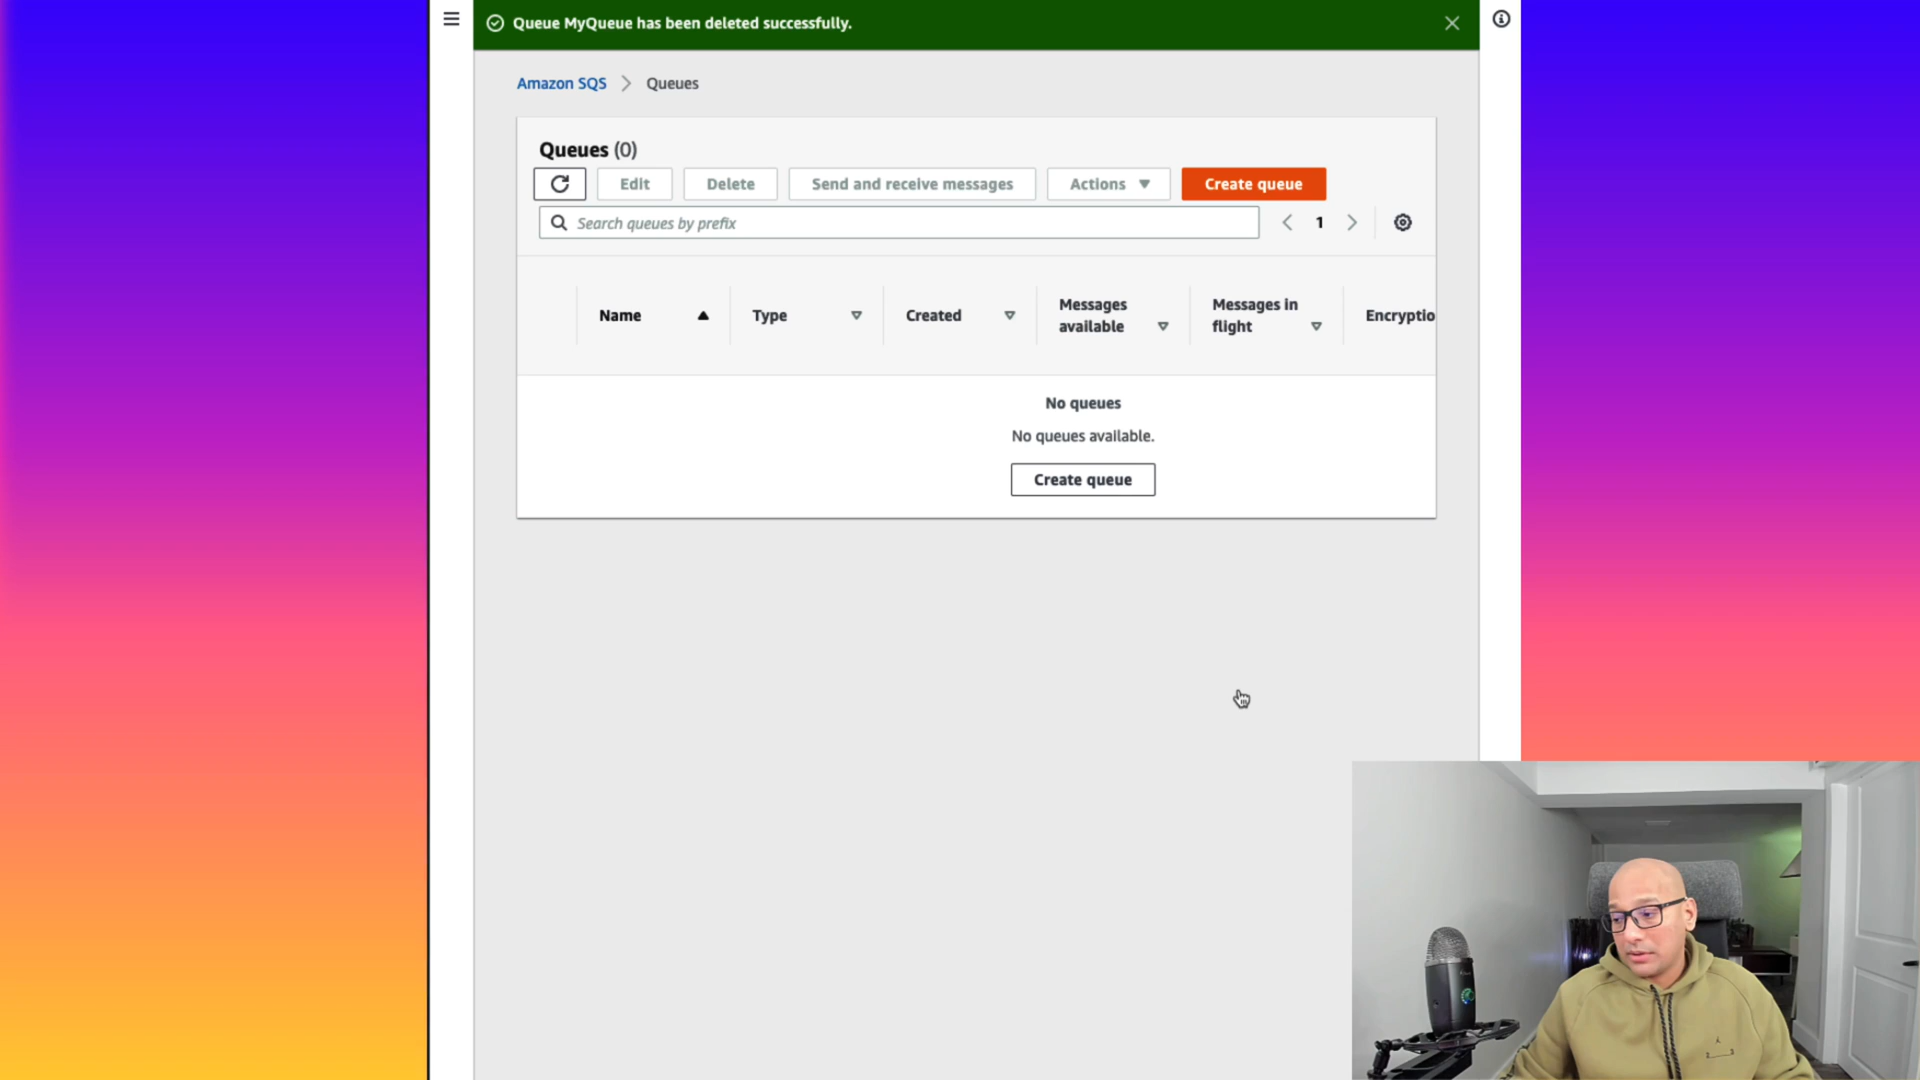 Queue MyQueue has been deleted successfully.
Amazon SQS > Queues
Queues (0)
Edit
Delete
Send and receive messages
Actions
Create queue
Search queues by prefix
1
Name
Type
Created
Messages available
Messages in flight
Encryptio
No queues
No queues available.
Create queue